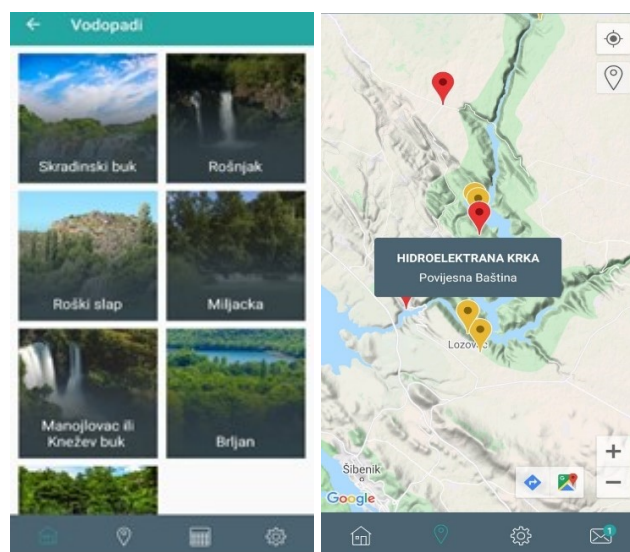 Vodopadi
Skradinski buk
Rošnjak
Roški slap
Miljacka
Manojlovac ili
Knežev buk
Brljan
HIDROELEKTRANA KRKA
Povijesna Baština
Šibenik
Google
+
−
1